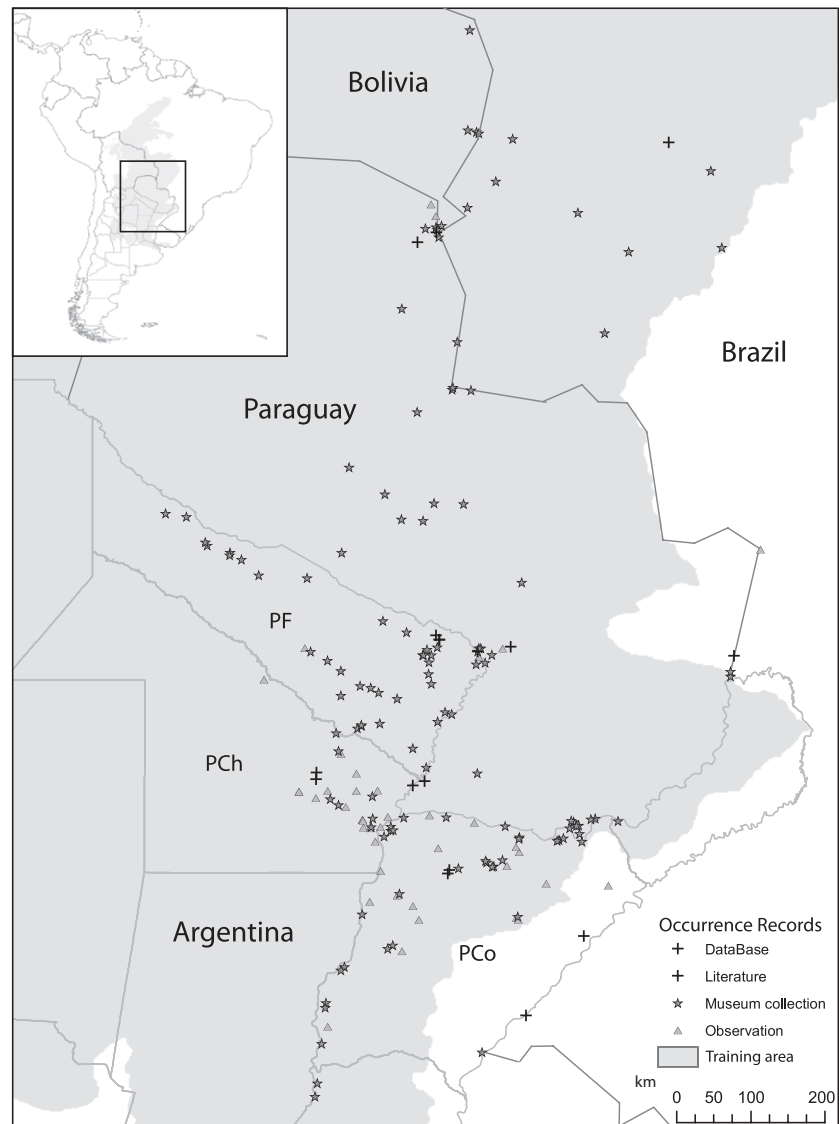 Bolivia
Brazil
Paraguay
PF
PCh
Argentina
PCo
Occurrence Records
DataBase
Literature
Museum collection
Observation
Training area
km
0 50 100 200